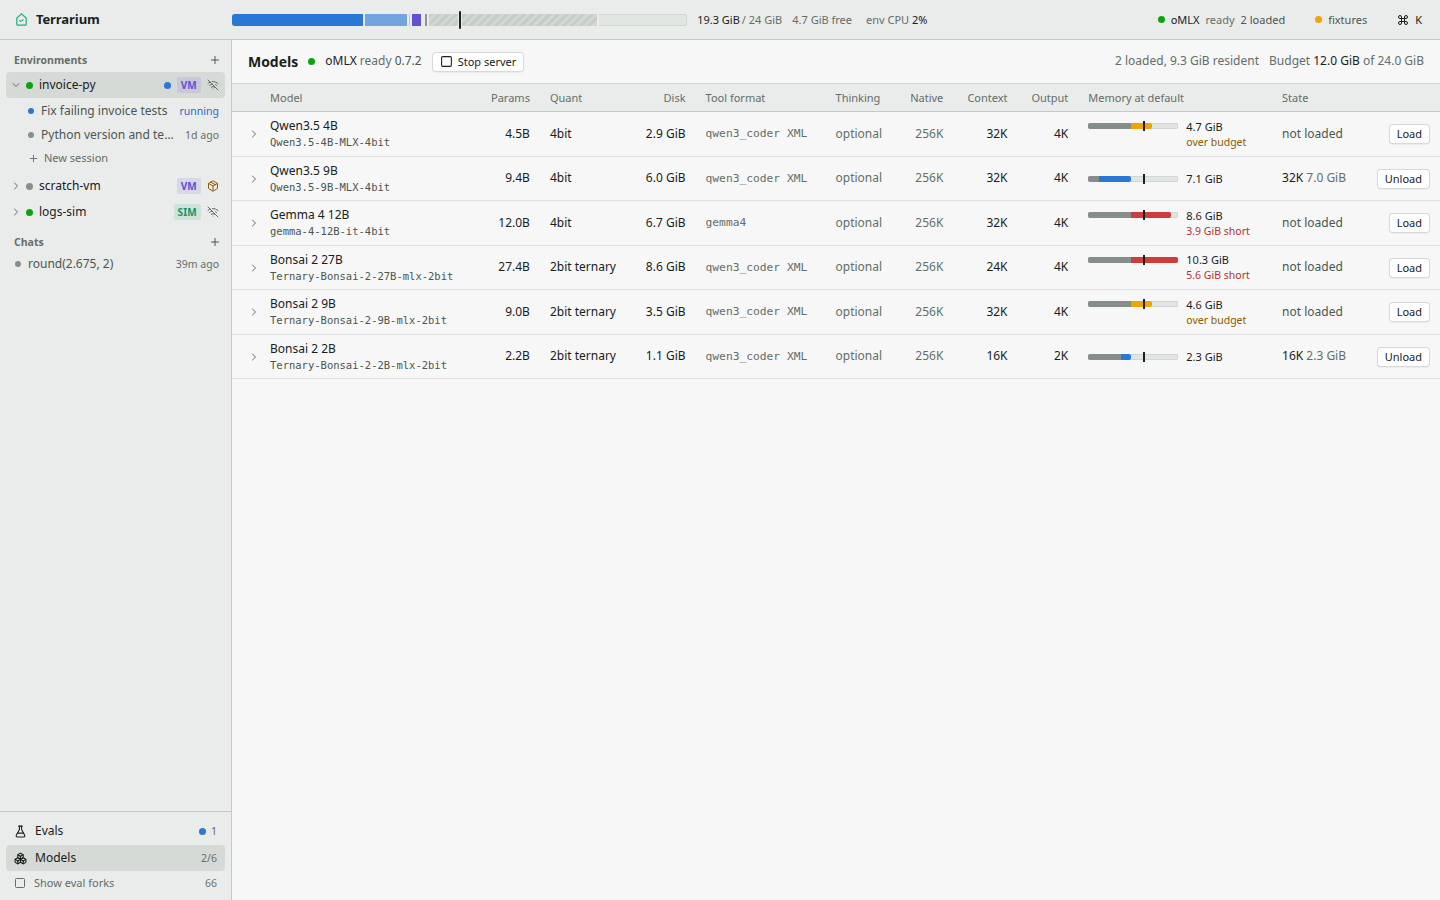 Terrarium
19.3 GiB / 24 GiB 4.7 GiB free env CPU 2%
oMLX ready 2 loaded
fixtures
⌘ K
Environments
invoice-py VM
Fix failing invoice tests running
Python version and te... 1d ago
New session
scratch-vm VM
logs-sim SIM
Chats
round(2.675, 2) 39m ago
Evals 1
Models 2/6
Show eval forks 66
Models oMLX ready 0.7.2 Stop server
2 loaded, 9.3 GiB resident Budget 12.0 GiB of 24.0 GiB
Model Params Quant Disk Tool format Thinking Native Context Output Memory at default State
Qwen3.5 4B
Qwen3.5-4B-MLX-4bit
4.5B 4bit 2.9 GiB qwen3_coder XML optional 256K 32K 4K
4.7 GiB
over budget
not loaded Load
Qwen3.5 9B
Qwen3.5-9B-MLX-4bit
9.4B 4bit 6.0 GiB qwen3_coder XML optional 256K 32K 4K 7.1 GiB 32K 7.0 GiB Unload
Gemma 4 12B
gemma-4-12B-it-4bit
12.0B 4bit 6.7 GiB gemma4 optional 256K 32K 4K
8.6 GiB
3.9 GiB short
not loaded Load
Bonsai 2 27B
Ternary-Bonsai-2-27B-mlx-2bit
27.4B 2bit ternary 8.6 GiB qwen3_coder XML optional 256K 24K 4K
10.3 GiB
5.6 GiB short
not loaded Load
Bonsai 2 9B
Ternary-Bonsai-2-9B-mlx-2bit
9.0B 2bit ternary 3.5 GiB qwen3_coder XML optional 256K 32K 4K
4.6 GiB
over budget
not loaded Load
Bonsai 2 2B
Ternary-Bonsai-2-2B-mlx-2bit
2.2B 2bit ternary 1.1 GiB qwen3_coder XML optional 256K 16K 2K 2.3 GiB 16K 2.3 GiB Unload